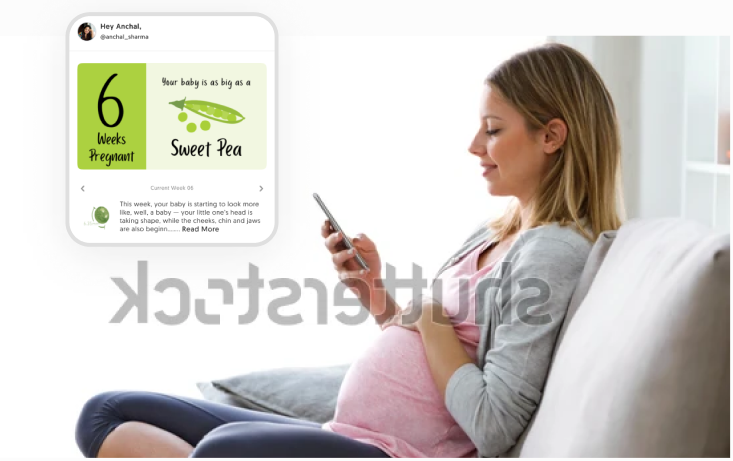 Hey Anchal,
@anchal_sharma
6
Weeks
Pregnant
Your baby is as big as a
Sweet Pea
Current Week 06
This week, your baby is starting to look more
like, well, a baby — your little one's head is
taking shape, while the cheeks, chin and jaws
are also beginn....... Read More
shutterstock